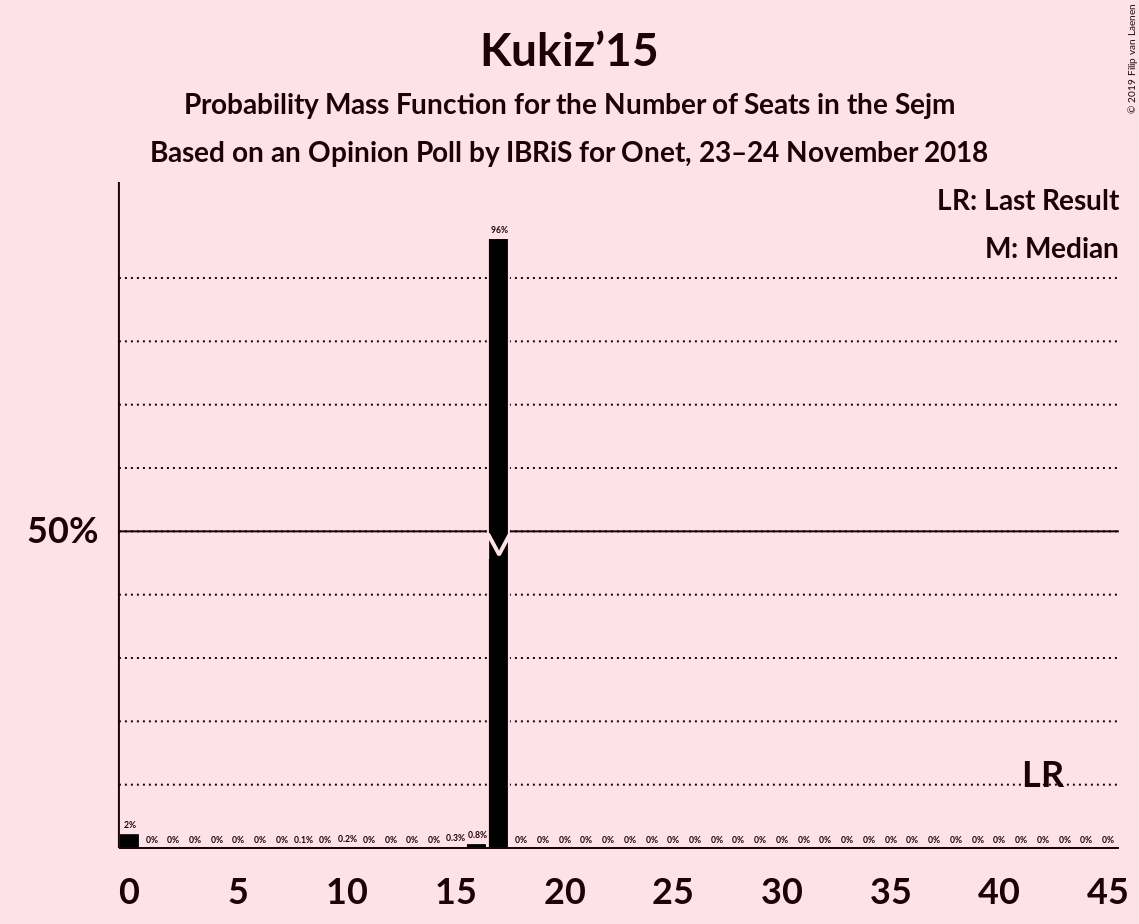 Kukiz’15
Probability Mass Function for the Number of Seats in the Sejm
Based on an Opinion Poll by IBRiS for Onet, 23–24 November 2018
© 2019 Filip van Laenen
LR: Last Result
M: Median
96%
50%
LR
2% 0% 0% 0% 0% 0% 0% 0% 0.1% 0% 0.2% 0% 0% 0% 0% 0.3% 0.8% 0% 0% 0% 0% 0% 0% 0% 0% 0% 0% 0% 0% 0% 0% 0% 0% 0% 0% 0% 0% 0% 0% 0% 0% 0% 0% 0% 0%
0 5 10 15 20 25 30 35 40 45